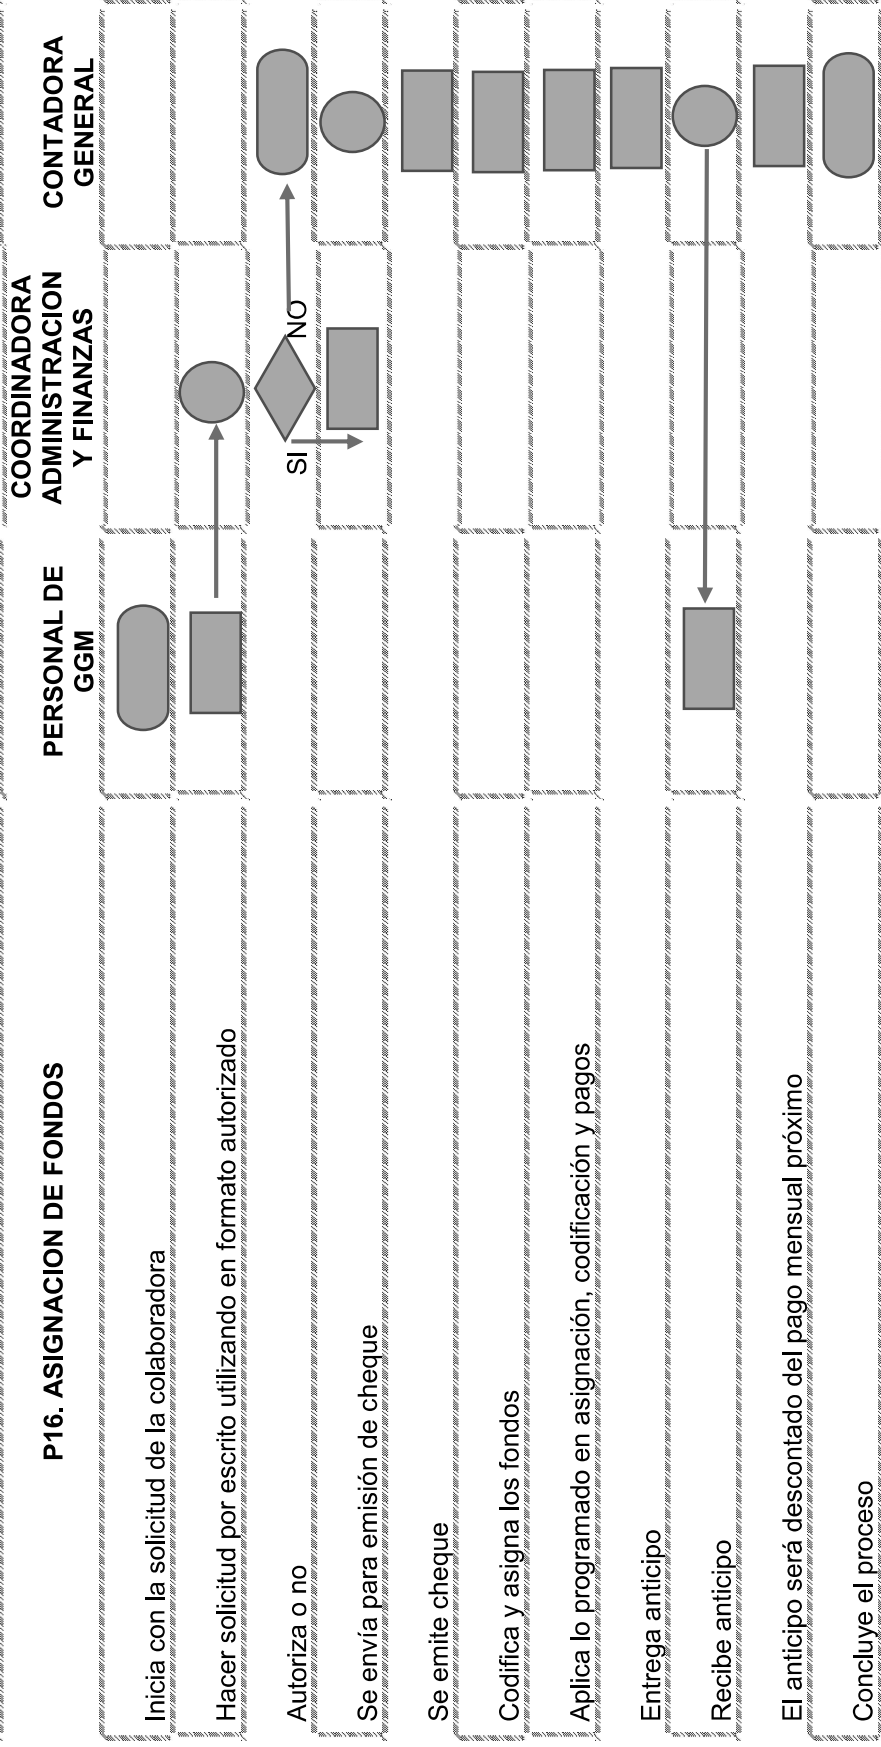 P16. ASIGNACION DE FONDOS
PERSONAL DE
GGM
COORDINADORA
ADMINISTRACION
Y FINANZAS
CONTADORA
GENERAL
Inicia con la solicitud de la colaboradora
Hacer solicitud por escrito utilizando en formato autorizado
Autoriza o no
SI
NO
Se envía para emisión de cheque
Se emite cheque
Codifica y asigna los fondos
Aplica lo programado en asignación, codificación y pagos
Entrega anticipo
Recibe anticipo
El anticipo será descontado del pago mensual próximo
Concluye el proceso